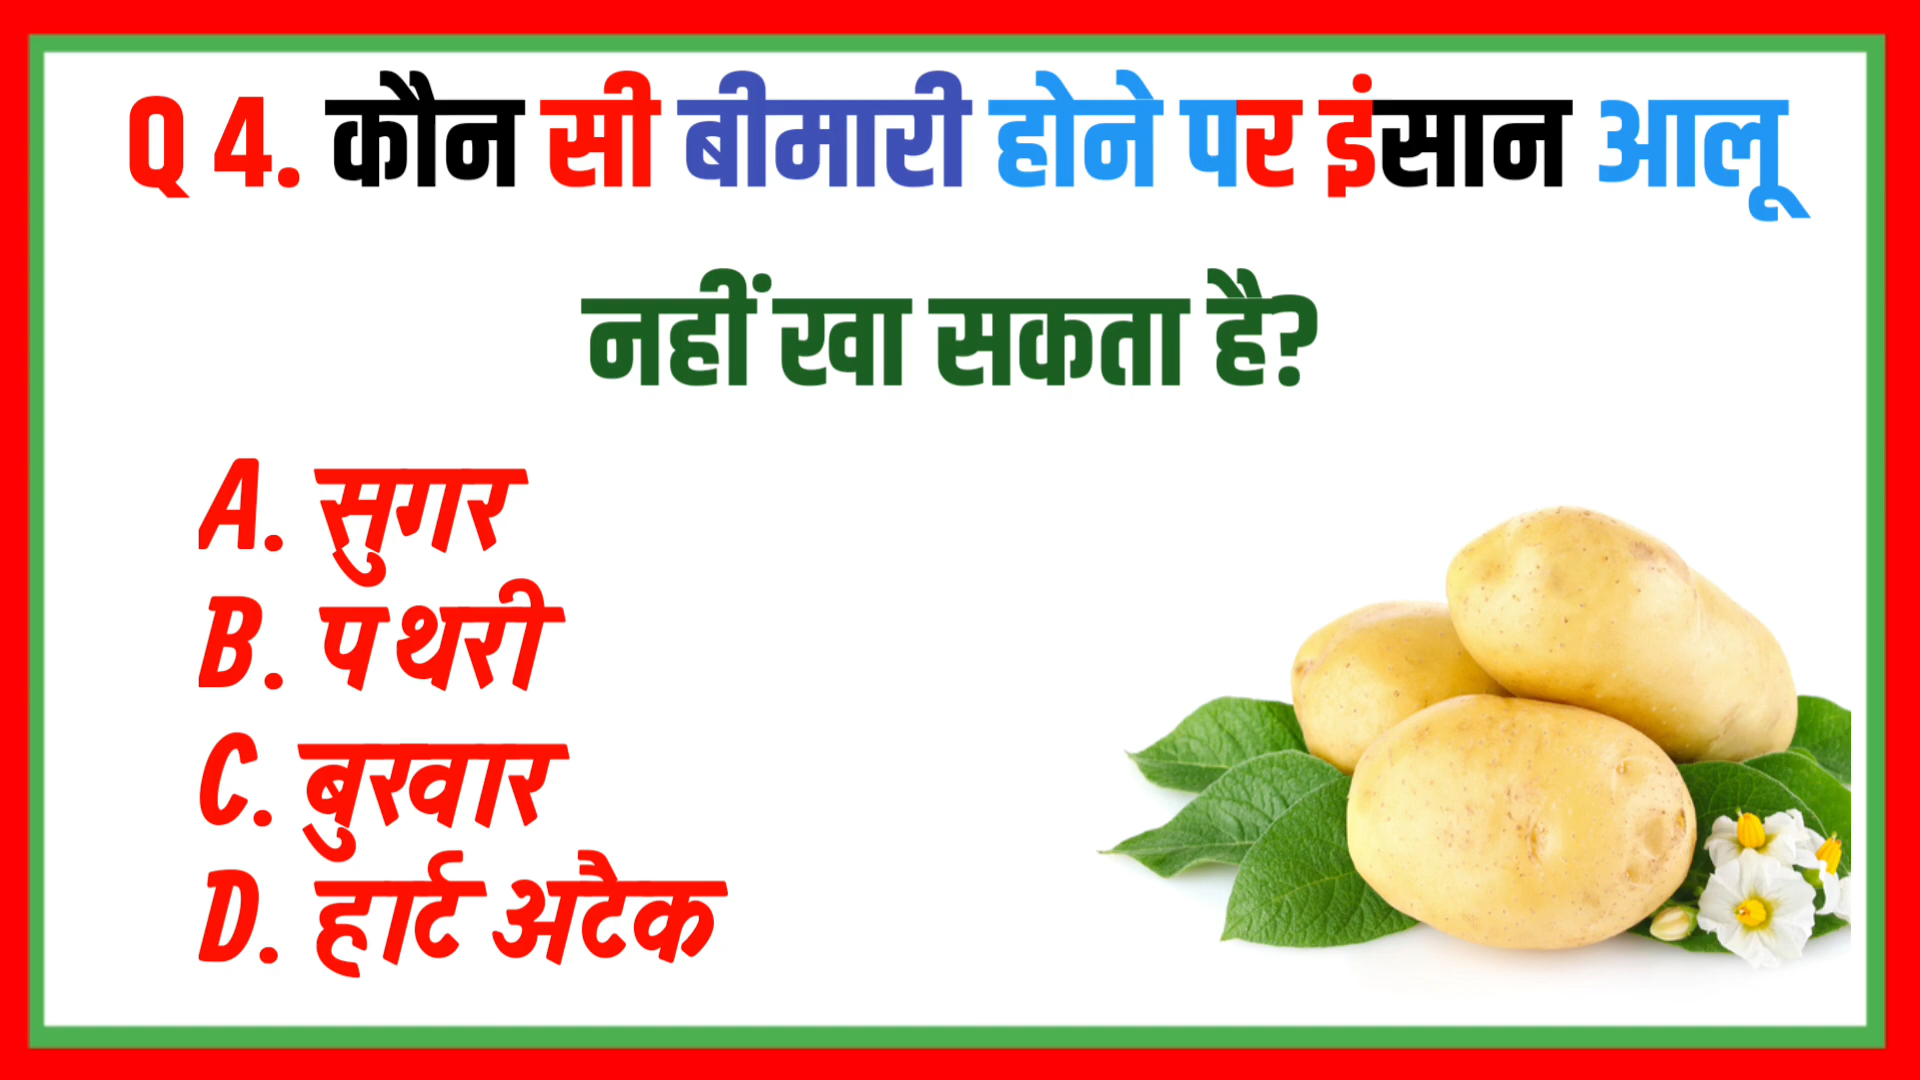 Q 4. कौन सी बीमारी होने पर इंसान आलू
नहीं खा सकता है?
A. सुगर
B. पथरी
C. बुखार
D. हार्ट अटैक